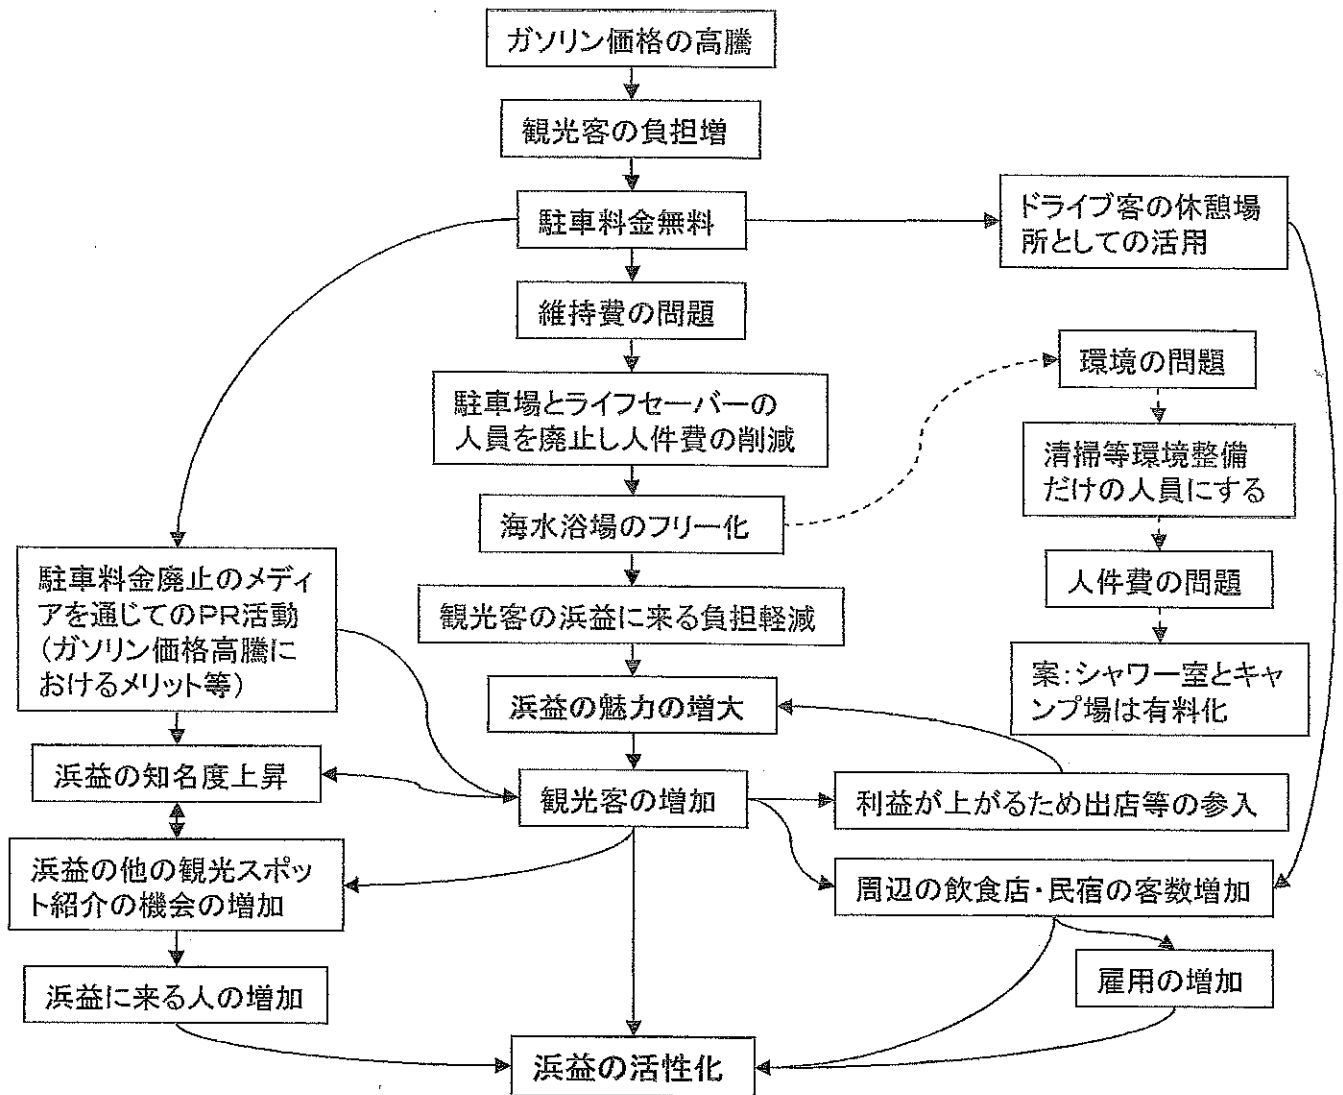 ガソリン価格の高騰
観光客の負担増
駐車料金無料
ドライブ客の休憩場
所としての活用
維持費の問題
環境の問題
駐車場とライフセーバーの
人員を廃止し人件費の削減
清掃等環境整備
だけの人員にする
海水浴場のフリー化
人件費の問題
駐車料金廃止のメディ
アを通じてのPR活動
(ガソリン価格高騰に
おけるメリット等)
観光客の浜益に来る負担軽減
案:シャワー室とキャ
ンプ場は有料化
浜益の魅力の増大
浜益の知名度上昇
観光客の増加
利益が上がるため出店等の参入
浜益の他の観光スポッ
ト紹介の機会の増加
周辺の飲食店・民宿の客数増加
浜益に来る人の増加
雇用の増加
浜益の活性化